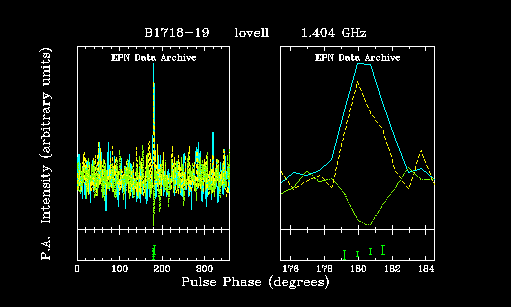 B1718-19 lovell 1.404 GHz
EPN Data Archive EPN Data Archive
P.A. Intensity (arbitrary units)
0 100 200 300 176 178 180 182 184
Pulse Phase (degrees)